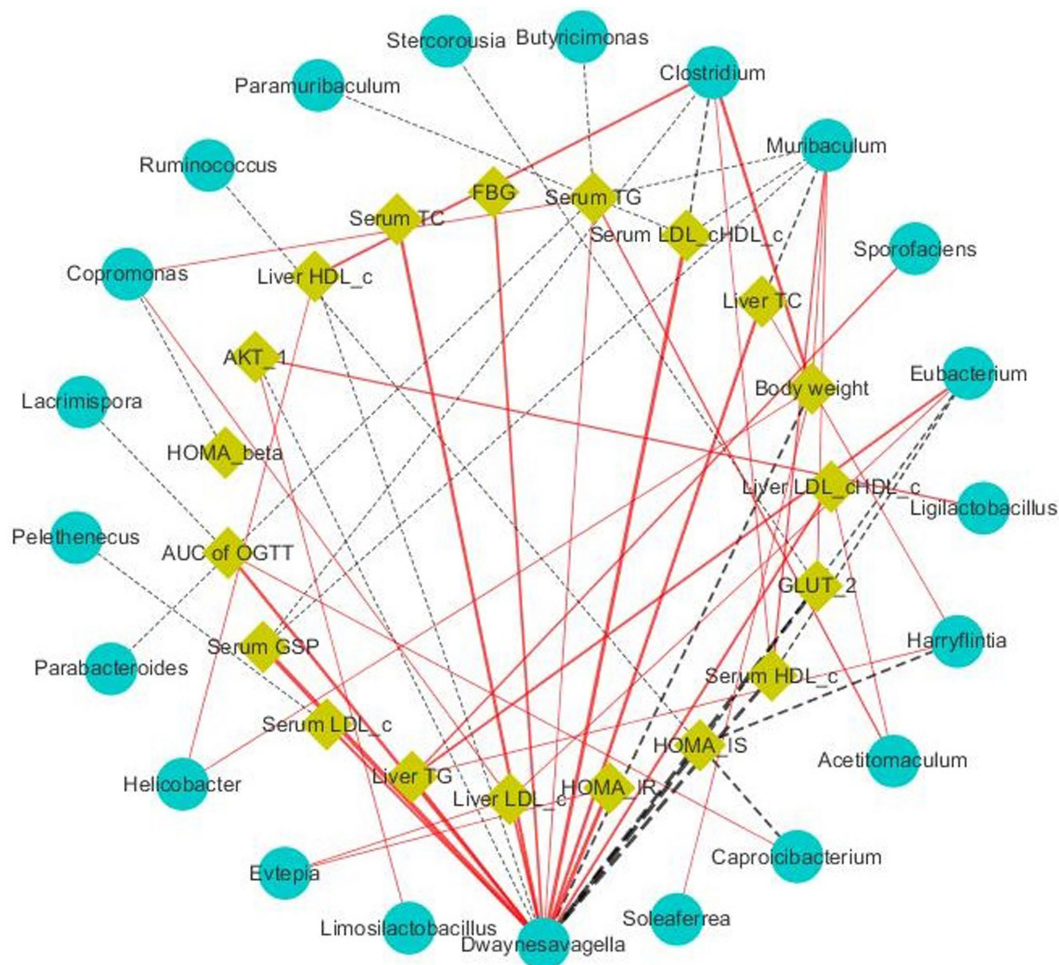 Stercorousia
Butyricimonas
Clostridium
Paramuribaculum
Muribaculum
Ruminococcus
FBG
Serum TG
Serum TC
Serum LDL_cHDL_c
Sporofaciens
Copromonas
Liver HDL_c
Liver TC
AKT_1
Body weight
Eubacterium
Lacrimispora
HOMA_beta
Liver LDL_cHDL_c
Ligilactobacillus
Pelethenecus
AUC of OGTT
GLUT_2
Serum GSP
Harryflintia
Parabacteroides
Serum HDL_c
Serum LDL_c
HOMA_IS
Acetitomaculum
Helicobacter
Liver TG
Liver LDL_c
HOMA_IR
Evtepia
Caproicibacterium
Limosilactobacillus
Soleaferrea
Dwaynesavagella